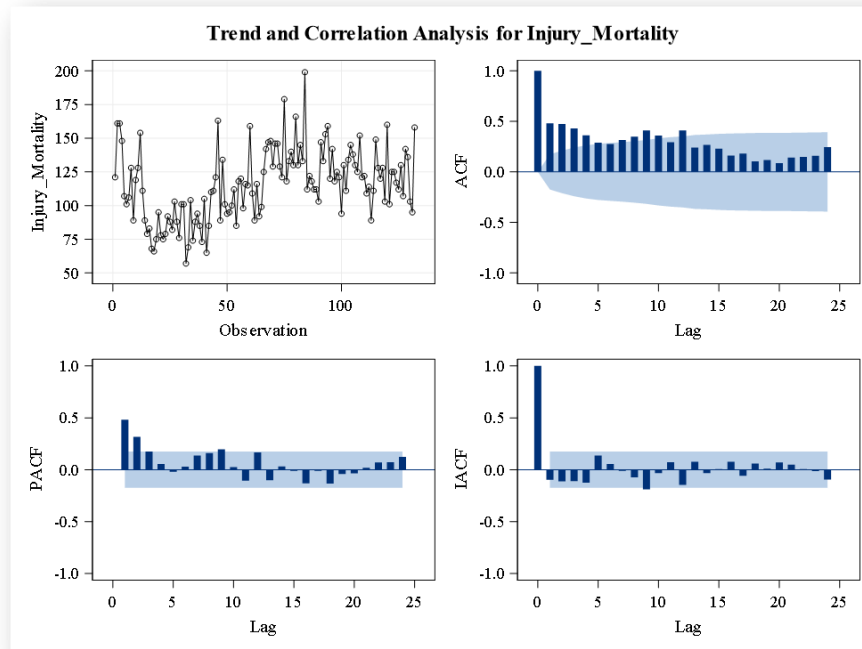 Trend and Correlation Analysis for Injury_Mortality
200
175
150
125
100
75
50
Injury_Mortality
0 50 100
Observation
1.0
0.5
0.0
-0.5
-1.0
ACF
0 5 10 15 20 25
Lag
1.0
0.5
0.0
-0.5
-1.0
PACF
0 5 10 15 20 25
Lag
1.0
0.5
0.0
-0.5
-1.0
IACF
0 5 10 15 20 25
Lag